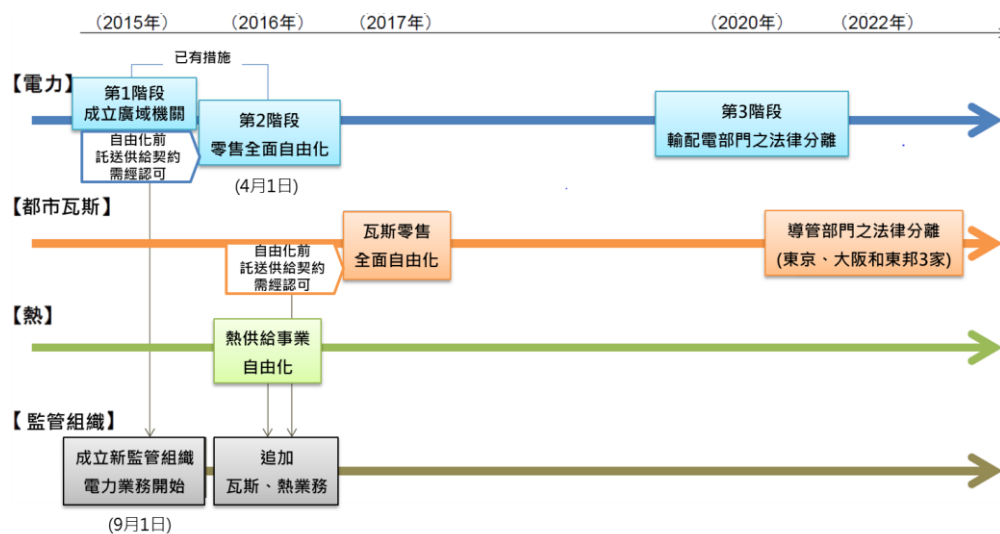 (2015年)
(2016年)
(2017年)
(2020年)
(2022年)
已有措施
【電力】
第1階段
成立廣域機關
第2階段
零售全面自由化
第3階段
輸配電部門之法律分離
自由化前
託送供給契約
需經認可
(4月1日)
【都市瓦斯】
瓦斯零售
全面自由化
導管部門之法律分離
(東京、大阪和東邦3家)
自由化前
託送供給契約
需經認可
【熱】
熱供給事業
自由化
【監管組織】
成立新監管組織
電力業務開始
追加
瓦斯、熱業務
(9月1日)